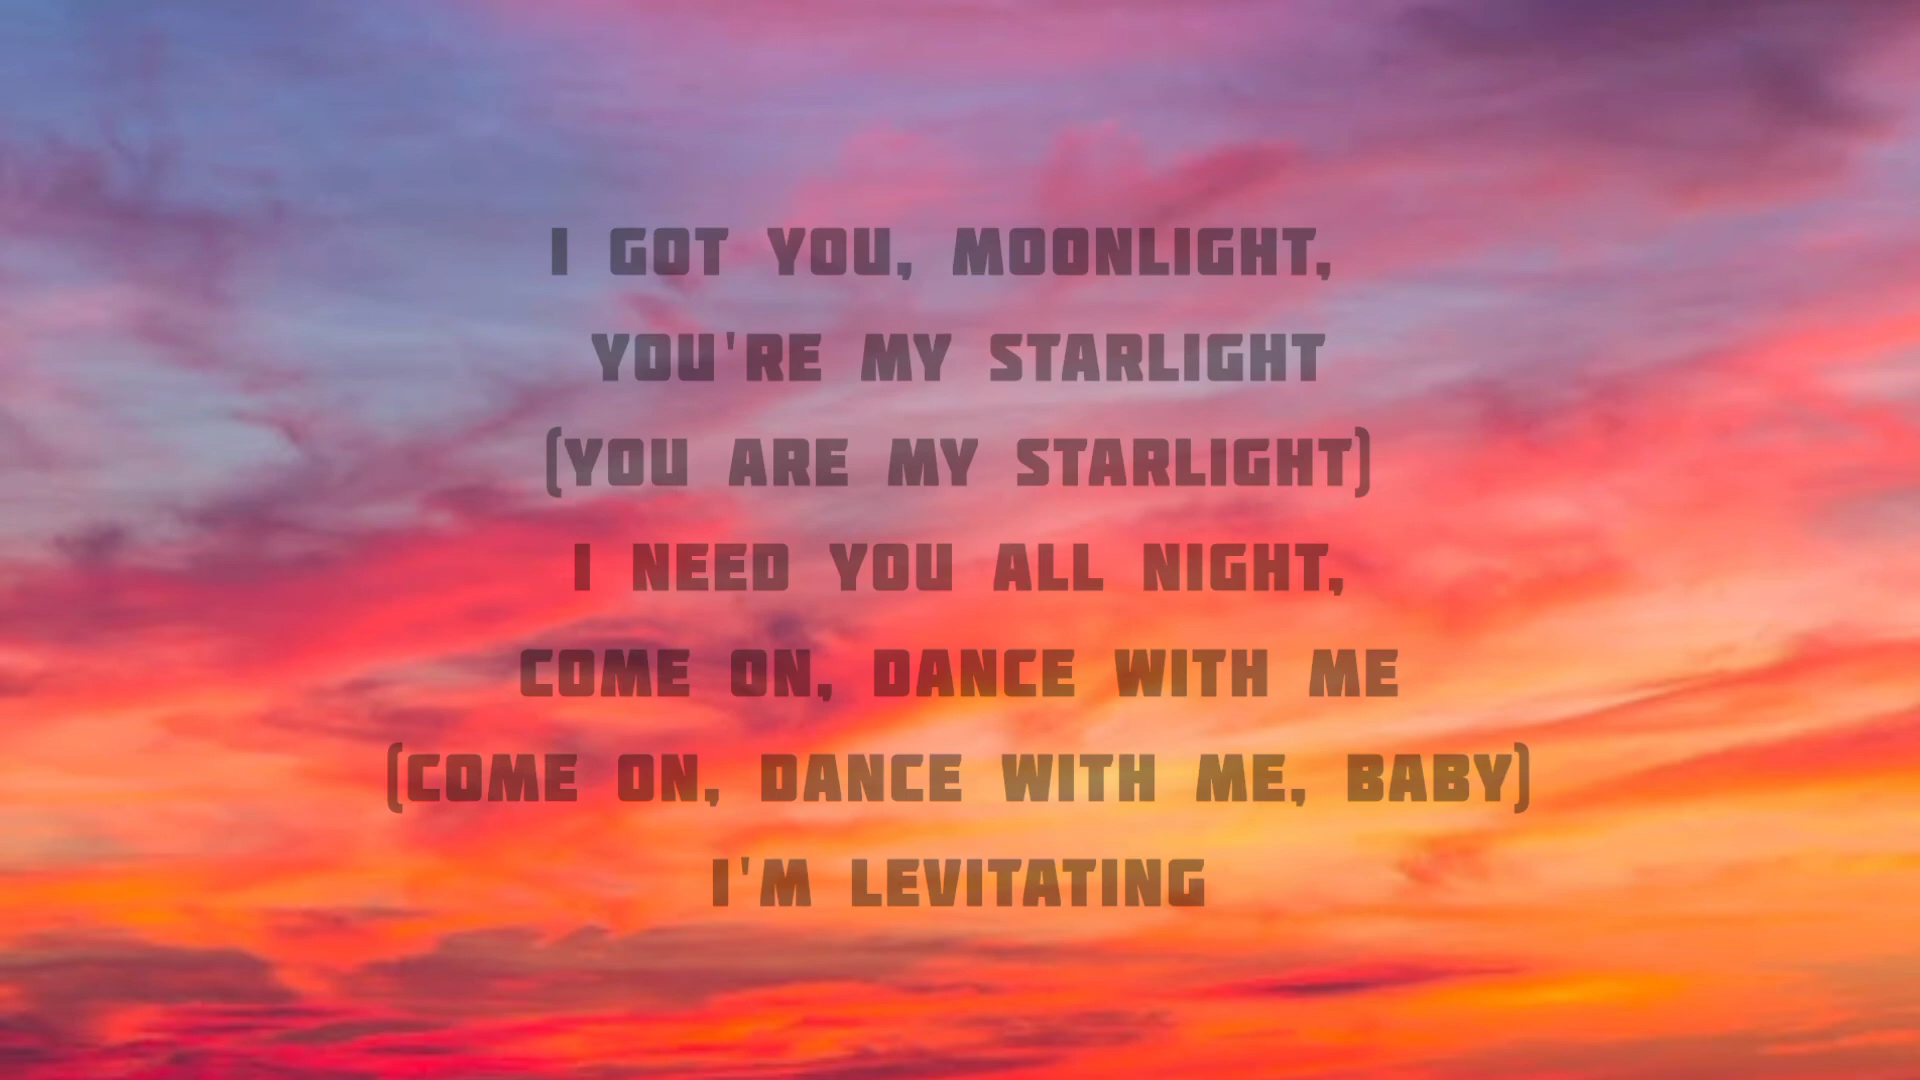 I GOT YOU, MOONLIGHT,
YOU'RE MY STARLIGHT
(YOU ARE MY STARLIGHT)
I NEED YOU ALL NIGHT,
COME ON, DANCE WITH ME
(COME ON, DANCE WITH ME, BABY)
I'M LEVITATING